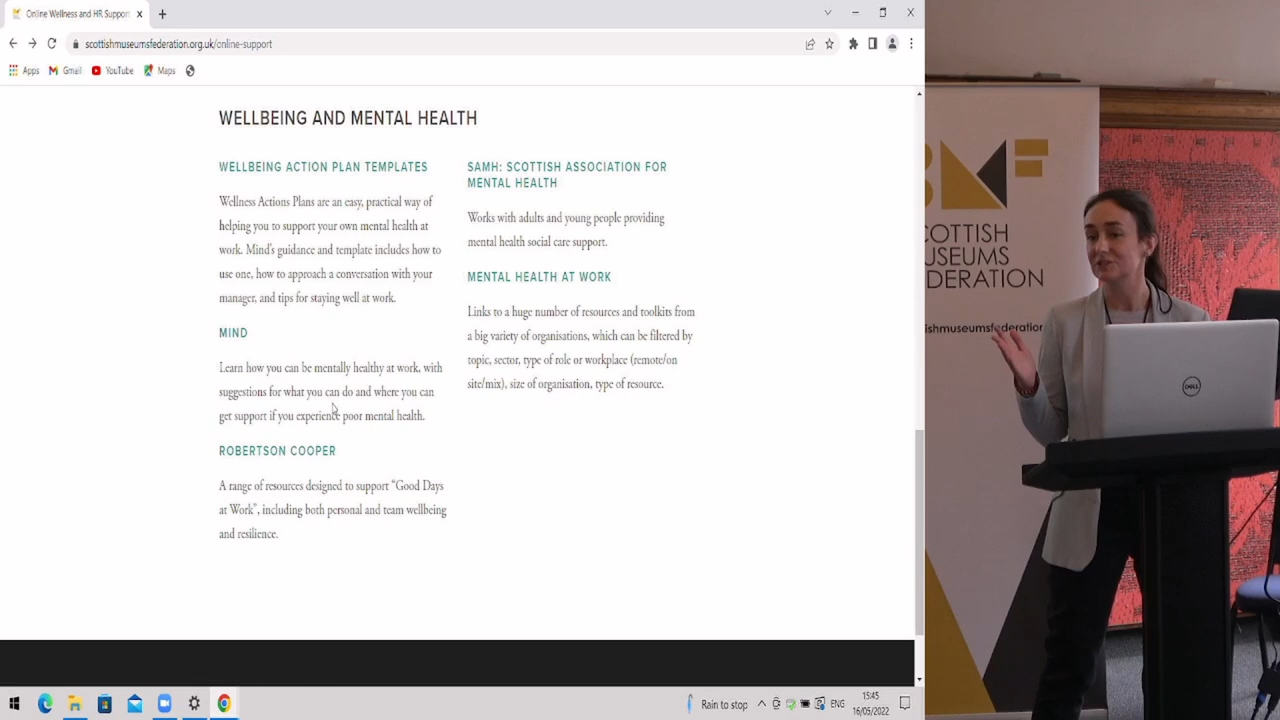 Online Wellness and HR Suppor
scottishmuseumsfederation.org.uk/online-support
Apps Gmail YouTube Maps
WELLBEING AND MENTAL HEALTH
WELLBEING ACTION PLAN TEMPLATES
Wellness Actions Plans are an easy, practical way of
helping you to support your own mental health at
work. Mind's guidance and template includes how to
use one, how to approach a conversation with your
manager, and tips for staying well at work.
MIND
Learn how you can be mentally healthy at work, with
suggestions for what you can do and where you can
get support if you experience poor mental health.
ROBERTSON COOPER
A range of resources designed to support “Good Days
at Work”, including both personal and team wellbeing
and resilience.
SAMH: SCOTTISH ASSOCIATION FOR
MENTAL HEALTH
Works with adults and young people providing
mental health social care support.
MENTAL HEALTH AT WORK
Links to a huge number of resources and toolkits from
a big variety of organisations, which can be filtered by
topic, sector, type of role or workplace (remote/on
site/mix), size of organisation, type of resource.
Rain to stop
ENG
15:45
16/05/2022
MF
COTTISH
USEUMS
DERATION
ishmuseumsfederation
DELL